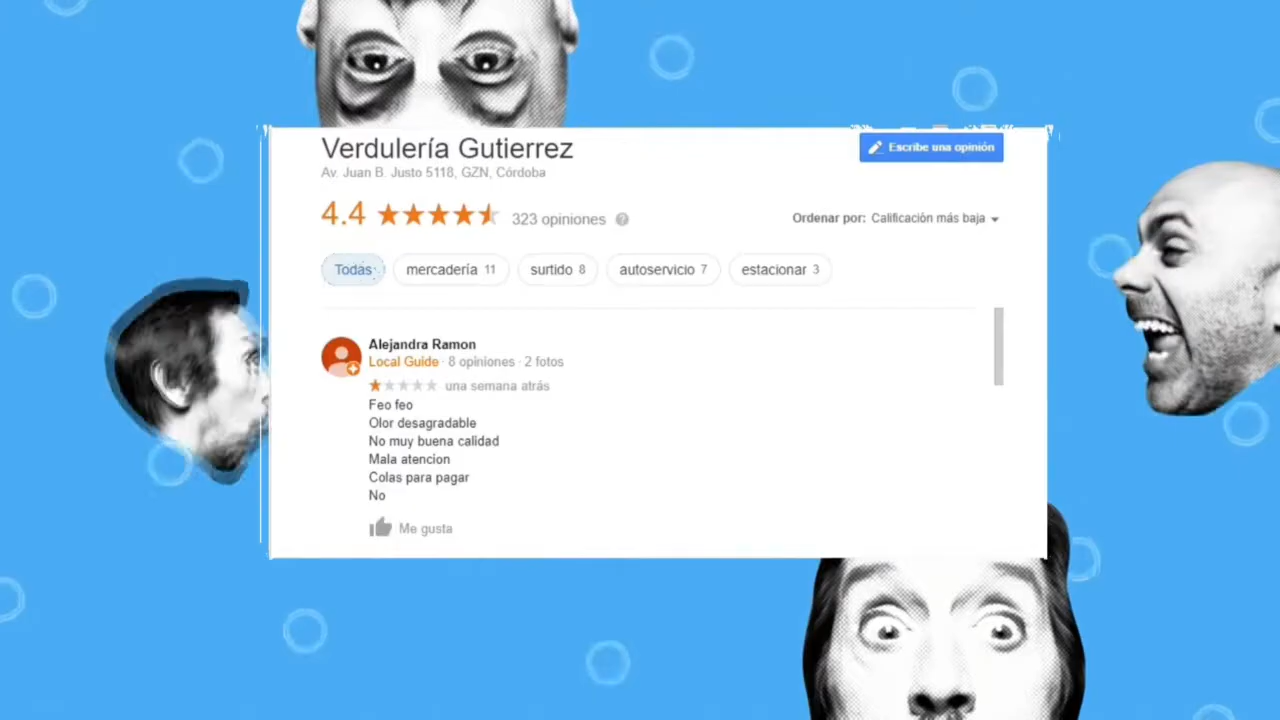 Verdulería Gutierrez
Escribe una opinión
Av. Juan B. Justo 5118, GZN, Córdoba
4.4 323 opiniones ?
Ordenar por: Calificación más baja
Todas mercadería 11 surtido 8 autoservicio 7 estacionar 3
Alejandra Ramon
Local Guide · 8 opiniones · 2 fotos
una semana atrás
Feo feo
Olor desagradable
No muy buena calidad
Mala atencion
Colas para pagar
No
Me gusta